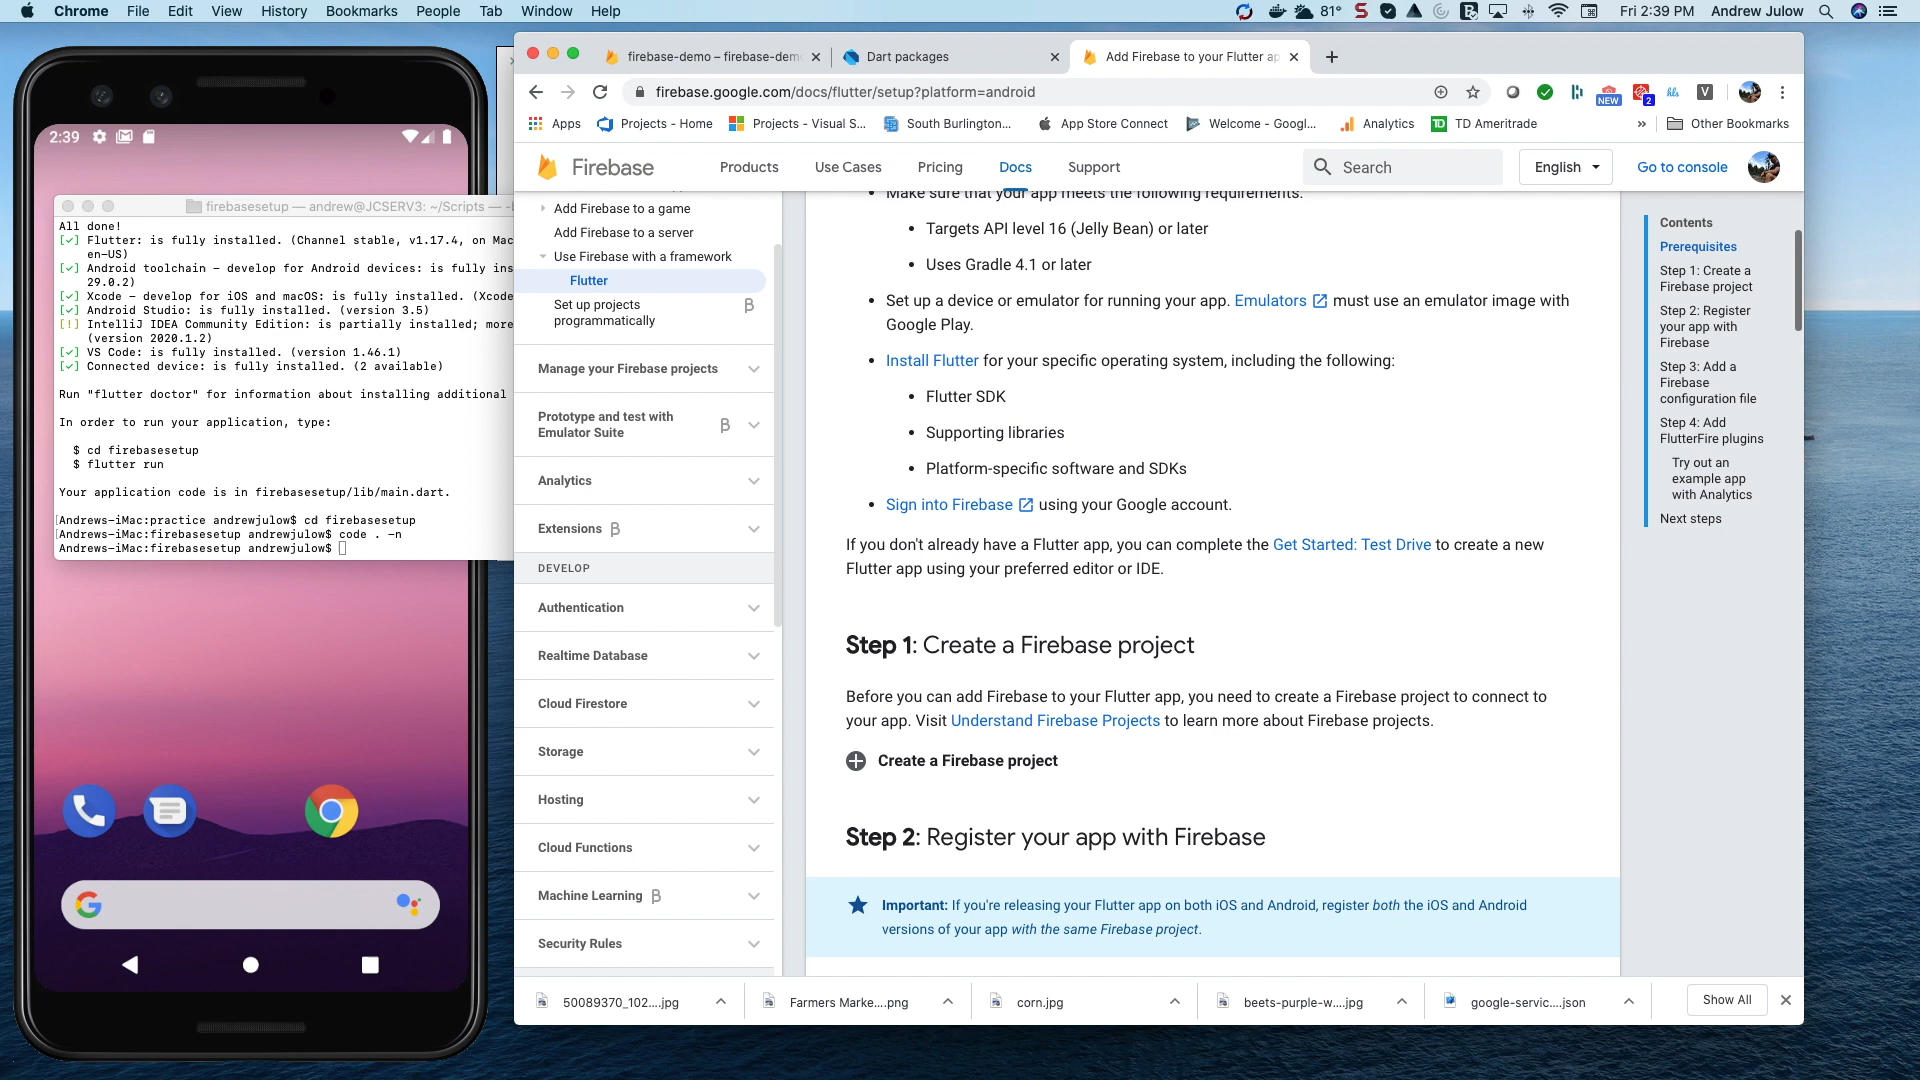 Chrome File Edit View History Bookmarks People Tab Window Help 81° Fri 2:39 PM Andrew Julow
firebase-demo – firebase-dem Dart packages Add Firebase to your Flutter ap
firebase.google.com/docs/flutter/setup?platform=android
NEW 2 hls V
Apps Projects - Home Projects - Visual S... South Burlington... App Store Connect Welcome - Googl... Analytics TD Ameritrade » Other Bookmarks
Firebase Products Use Cases Pricing Docs Support Search English Go to console
2:39
firebasesetup — andrew@JCSERV3: ~/Scripts —
All done!
[✓] Flutter: is fully installed. (Channel stable, v1.17.4, on Mac
en-US)
[✓] Android toolchain – develop for Android devices: is fully ins
29.0.2)
[✓] Xcode – develop for iOS and macOS: is fully installed. (Xcode
[✓] Android Studio: is fully installed. (version 3.5)
[!] IntelliJ IDEA Community Edition: is partially installed; more
(version 2020.1.2)
[✓] VS Code: is fully installed. (version 1.46.1)
[✓] Connected device: is fully installed. (2 available)
Run "flutter doctor" for information about installing additional
In order to run your application, type:
$ cd firebasesetup
$ flutter run
Your application code is in firebasesetup/lib/main.dart.
[Andrews-iMac:practice andrewjulow$ cd firebasesetup
[Andrews-iMac:firebasesetup andrewjulow$ code . -n
Andrews-iMac:firebasesetup andrewjulow$
Add Firebase to a game
Add Firebase to a server
Use Firebase with a framework
Flutter
Set up projects
programmatically β
Manage your Firebase projects
Prototype and test with
Emulator Suite β
Analytics
Extensions β
DEVELOP
Authentication
Realtime Database
Cloud Firestore
Storage
Hosting
Cloud Functions
Machine Learning β
Security Rules
• Make sure that your app meets the following requirements:
• Targets API level 16 (Jelly Bean) or later
• Uses Gradle 4.1 or later
• Set up a device or emulator for running your app. Emulators must use an emulator image with
Google Play.
• Install Flutter for your specific operating system, including the following:
• Flutter SDK
• Supporting libraries
• Platform-specific software and SDKs
• Sign into Firebase using your Google account.
If you don't already have a Flutter app, you can complete the Get Started: Test Drive to create a new
Flutter app using your preferred editor or IDE.
Step 1: Create a Firebase project
Before you can add Firebase to your Flutter app, you need to create a Firebase project to connect to
your app. Visit Understand Firebase Projects to learn more about Firebase projects.
Create a Firebase project
Step 2: Register your app with Firebase
Important: If you're releasing your Flutter app on both iOS and Android, register both the iOS and Android
versions of your app with the same Firebase project.
Contents
Prerequisites
Step 1: Create a
Firebase project
Step 2: Register
your app with
Firebase
Step 3: Add a
Firebase
configuration file
Step 4: Add
FlutterFire plugins
Try out an
example app
with Analytics
Next steps
50089370_102....jpg Farmers Marke....png corn.jpg beets-purple-w....jpg google-servic....json Show All